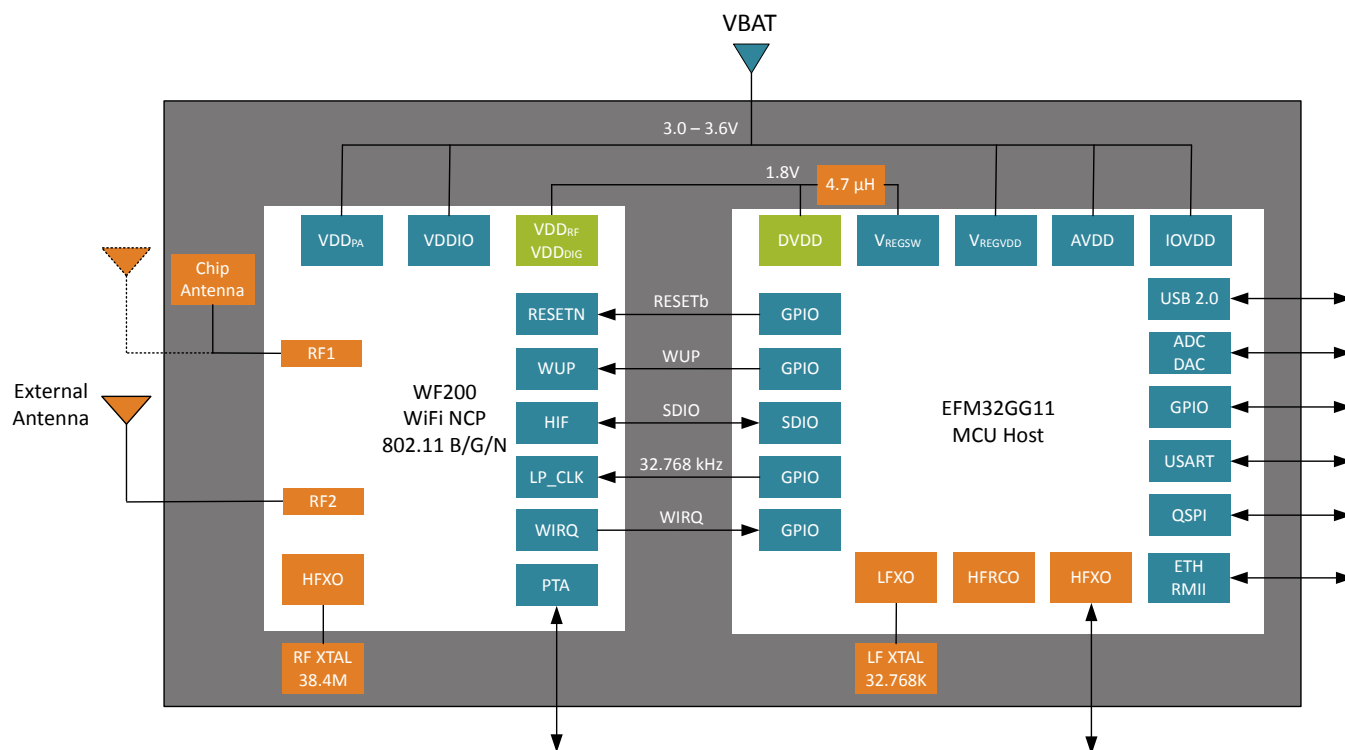 VBAT
3.0 – 3.6V
1.8V
4.7 µH
VDDPA
VDDIO
VDDRF
VDDDIG
DVDD
VREGSW
VREGVDD
AVDD
IOVDD
Chip
Antenna
RESETN
RESETb
GPIO
USB 2.0
RF1
WUP
WUP
GPIO
ADC
DAC
External
Antenna
WF200
WiFi NCP
802.11 B/G/N
HIF
SDIO
SDIO
EFM32GG11
MCU Host
GPIO
LP_CLK
32.768 kHz
GPIO
USART
RF2
WIRQ
WIRQ
GPIO
QSPI
HFXO
PTA
LFXO
HFRCO
HFXO
ETH
RMII
RF XTAL
38.4M
LF XTAL
32.768K